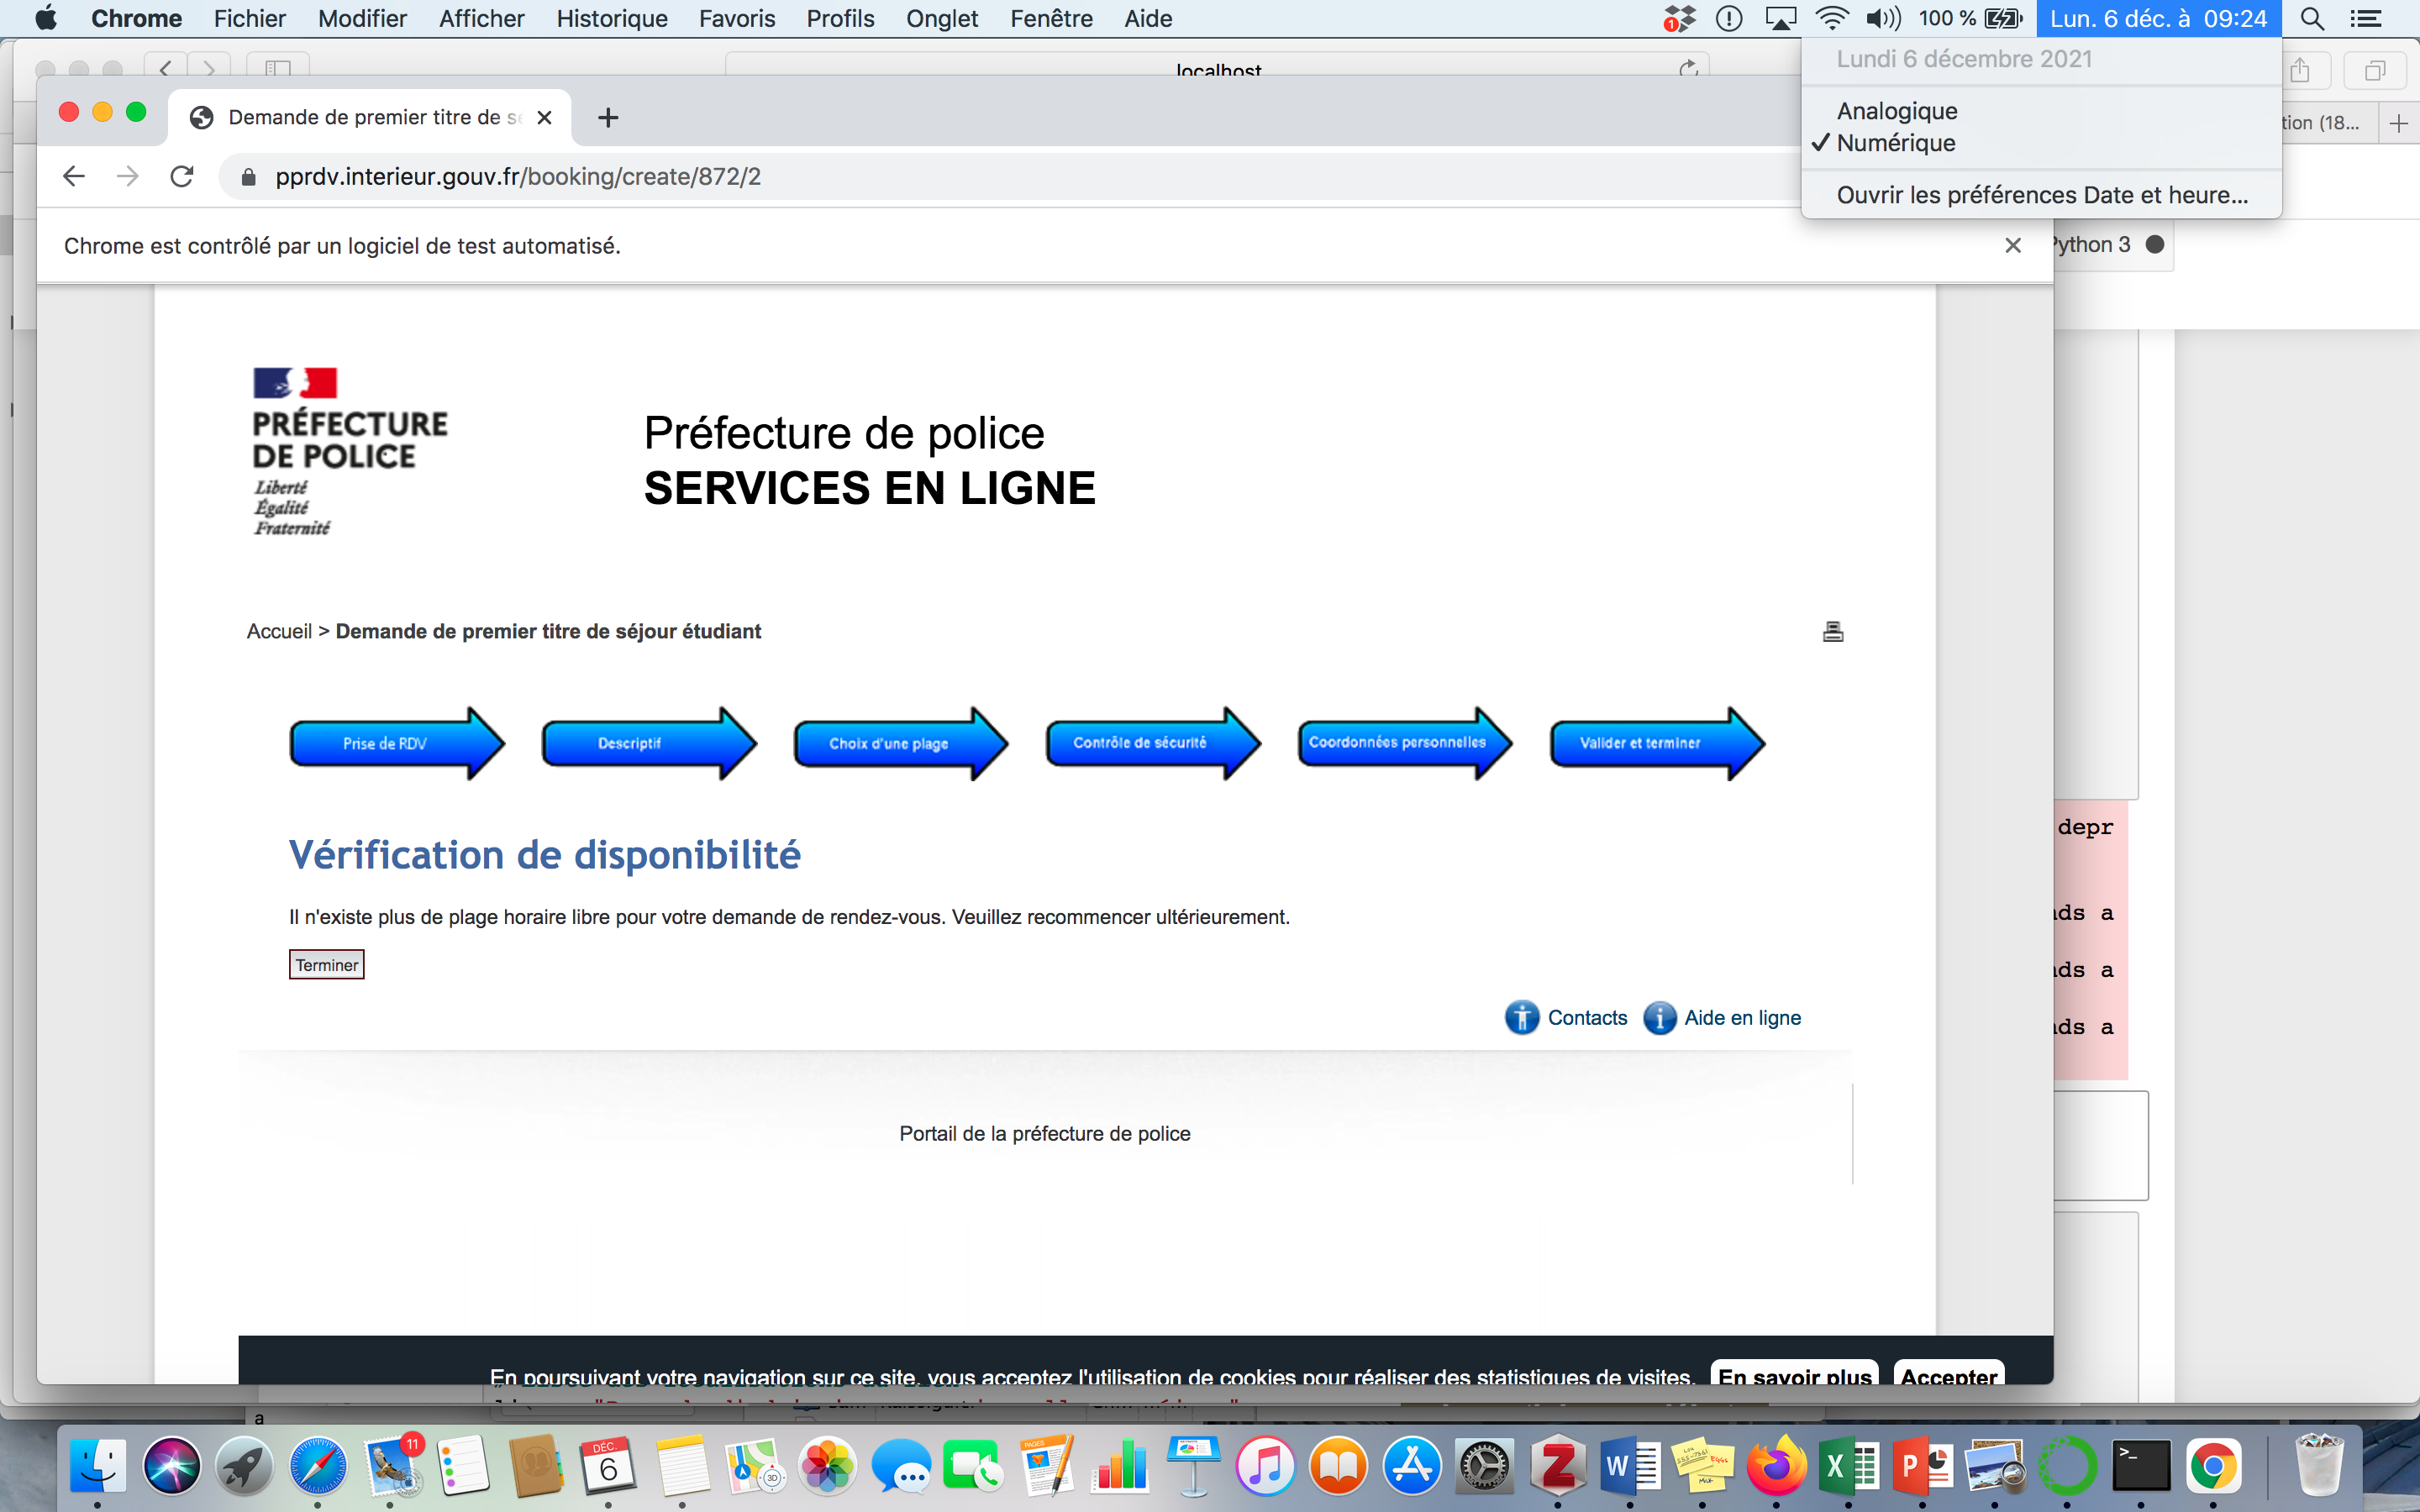 Chrome Fichier Modifier Afficher Historique Favoris Profils Onglet Fenêtre Aide 1 100 % Lun. 6 déc. à 09:24
Lundi 6 décembre 2021
Analogique
✓ Numérique
Ouvrir les préférences Date et heure...
localhost
tion (18...
Demande de premier titre de s
pprdv.interieur.gouv.fr/booking/create/872/2
Chrome est contrôlé par un logiciel de test automatisé.
Python 3
PRÉFECTURE
DE POLICE
Liberté
Égalité
Fraternité
Préfecture de police
SERVICES EN LIGNE
Accueil > Demande de premier titre de séjour étudiant
Prise de RDV
Descriptif
Choix d'une plage
Contrôle de sécurité
Coordonnées personnelles
Valider et terminer
depr
Vérification de disponibilité
Il n'existe plus de plage horaire libre pour votre demande de rendez-vous. Veuillez recommencer ultérieurement.
Terminer
nds a
nds a
nds a
Contacts
Aide en ligne
Portail de la préfecture de police
En poursuivant votre navigation sur ce site, vous acceptez l'utilisation de cookies pour réaliser des statistiques de visites. En savoir plus Accepter
a
11
DÉC.
6
3D
PAGES